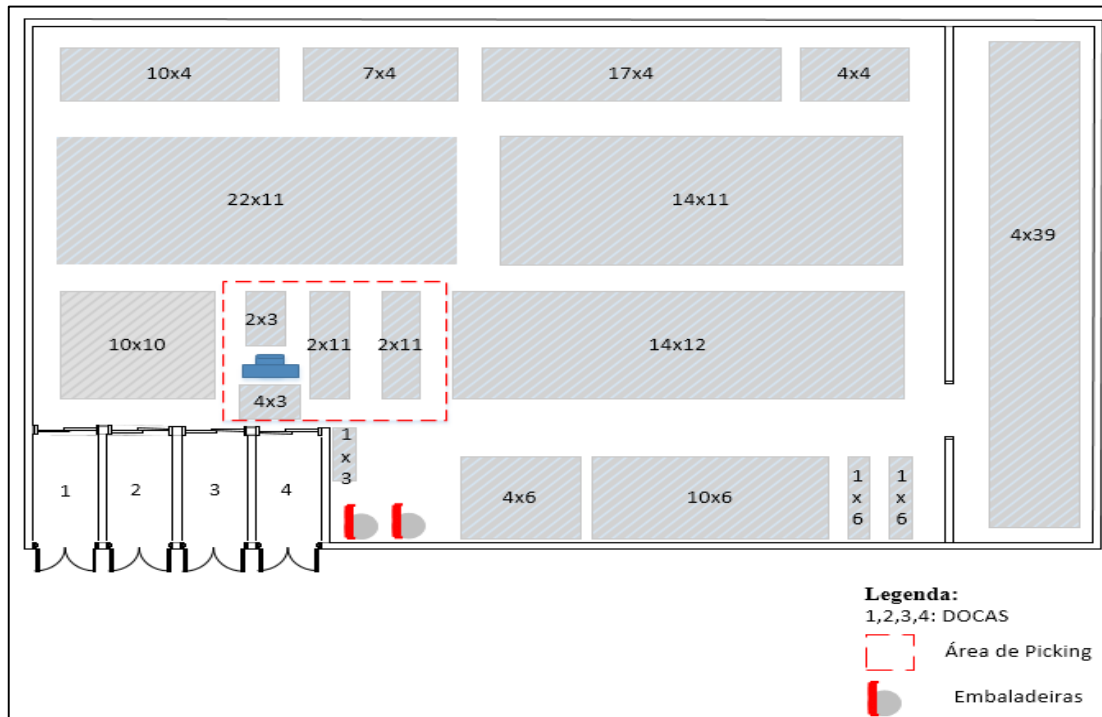 10x4
7x4
17x4
4x4
22x11
14x11
4x39
10x10
2x3
2x11
2x11
14x12
4x3
1
x
3
1
2
3
4
4x6
10x6
1
x
6
1
x
6
Legenda:
1,2,3,4: DOCAS
Área de Picking
Embaladeiras